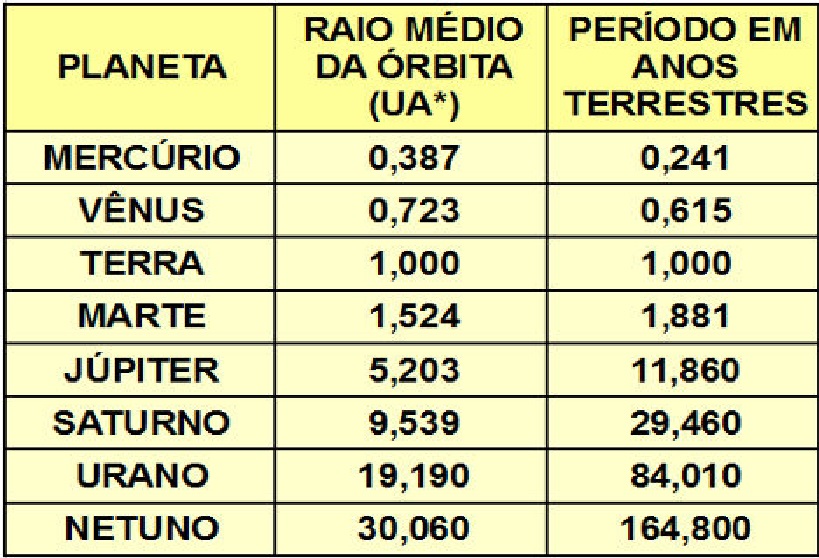 PLANETA RAIO MÉDIO DA ÓRBITA (UA*) PERÍODO EM ANOS TERRESTRES
MERCÚRIO 0,387 0,241
VÊNUS 0,723 0,615
TERRA 1,000 1,000
MARTE 1,524 1,881
JÚPITER 5,203 11,860
SATURNO 9,539 29,460
URANO 19,190 84,010
NETUNO 30,060 164,800